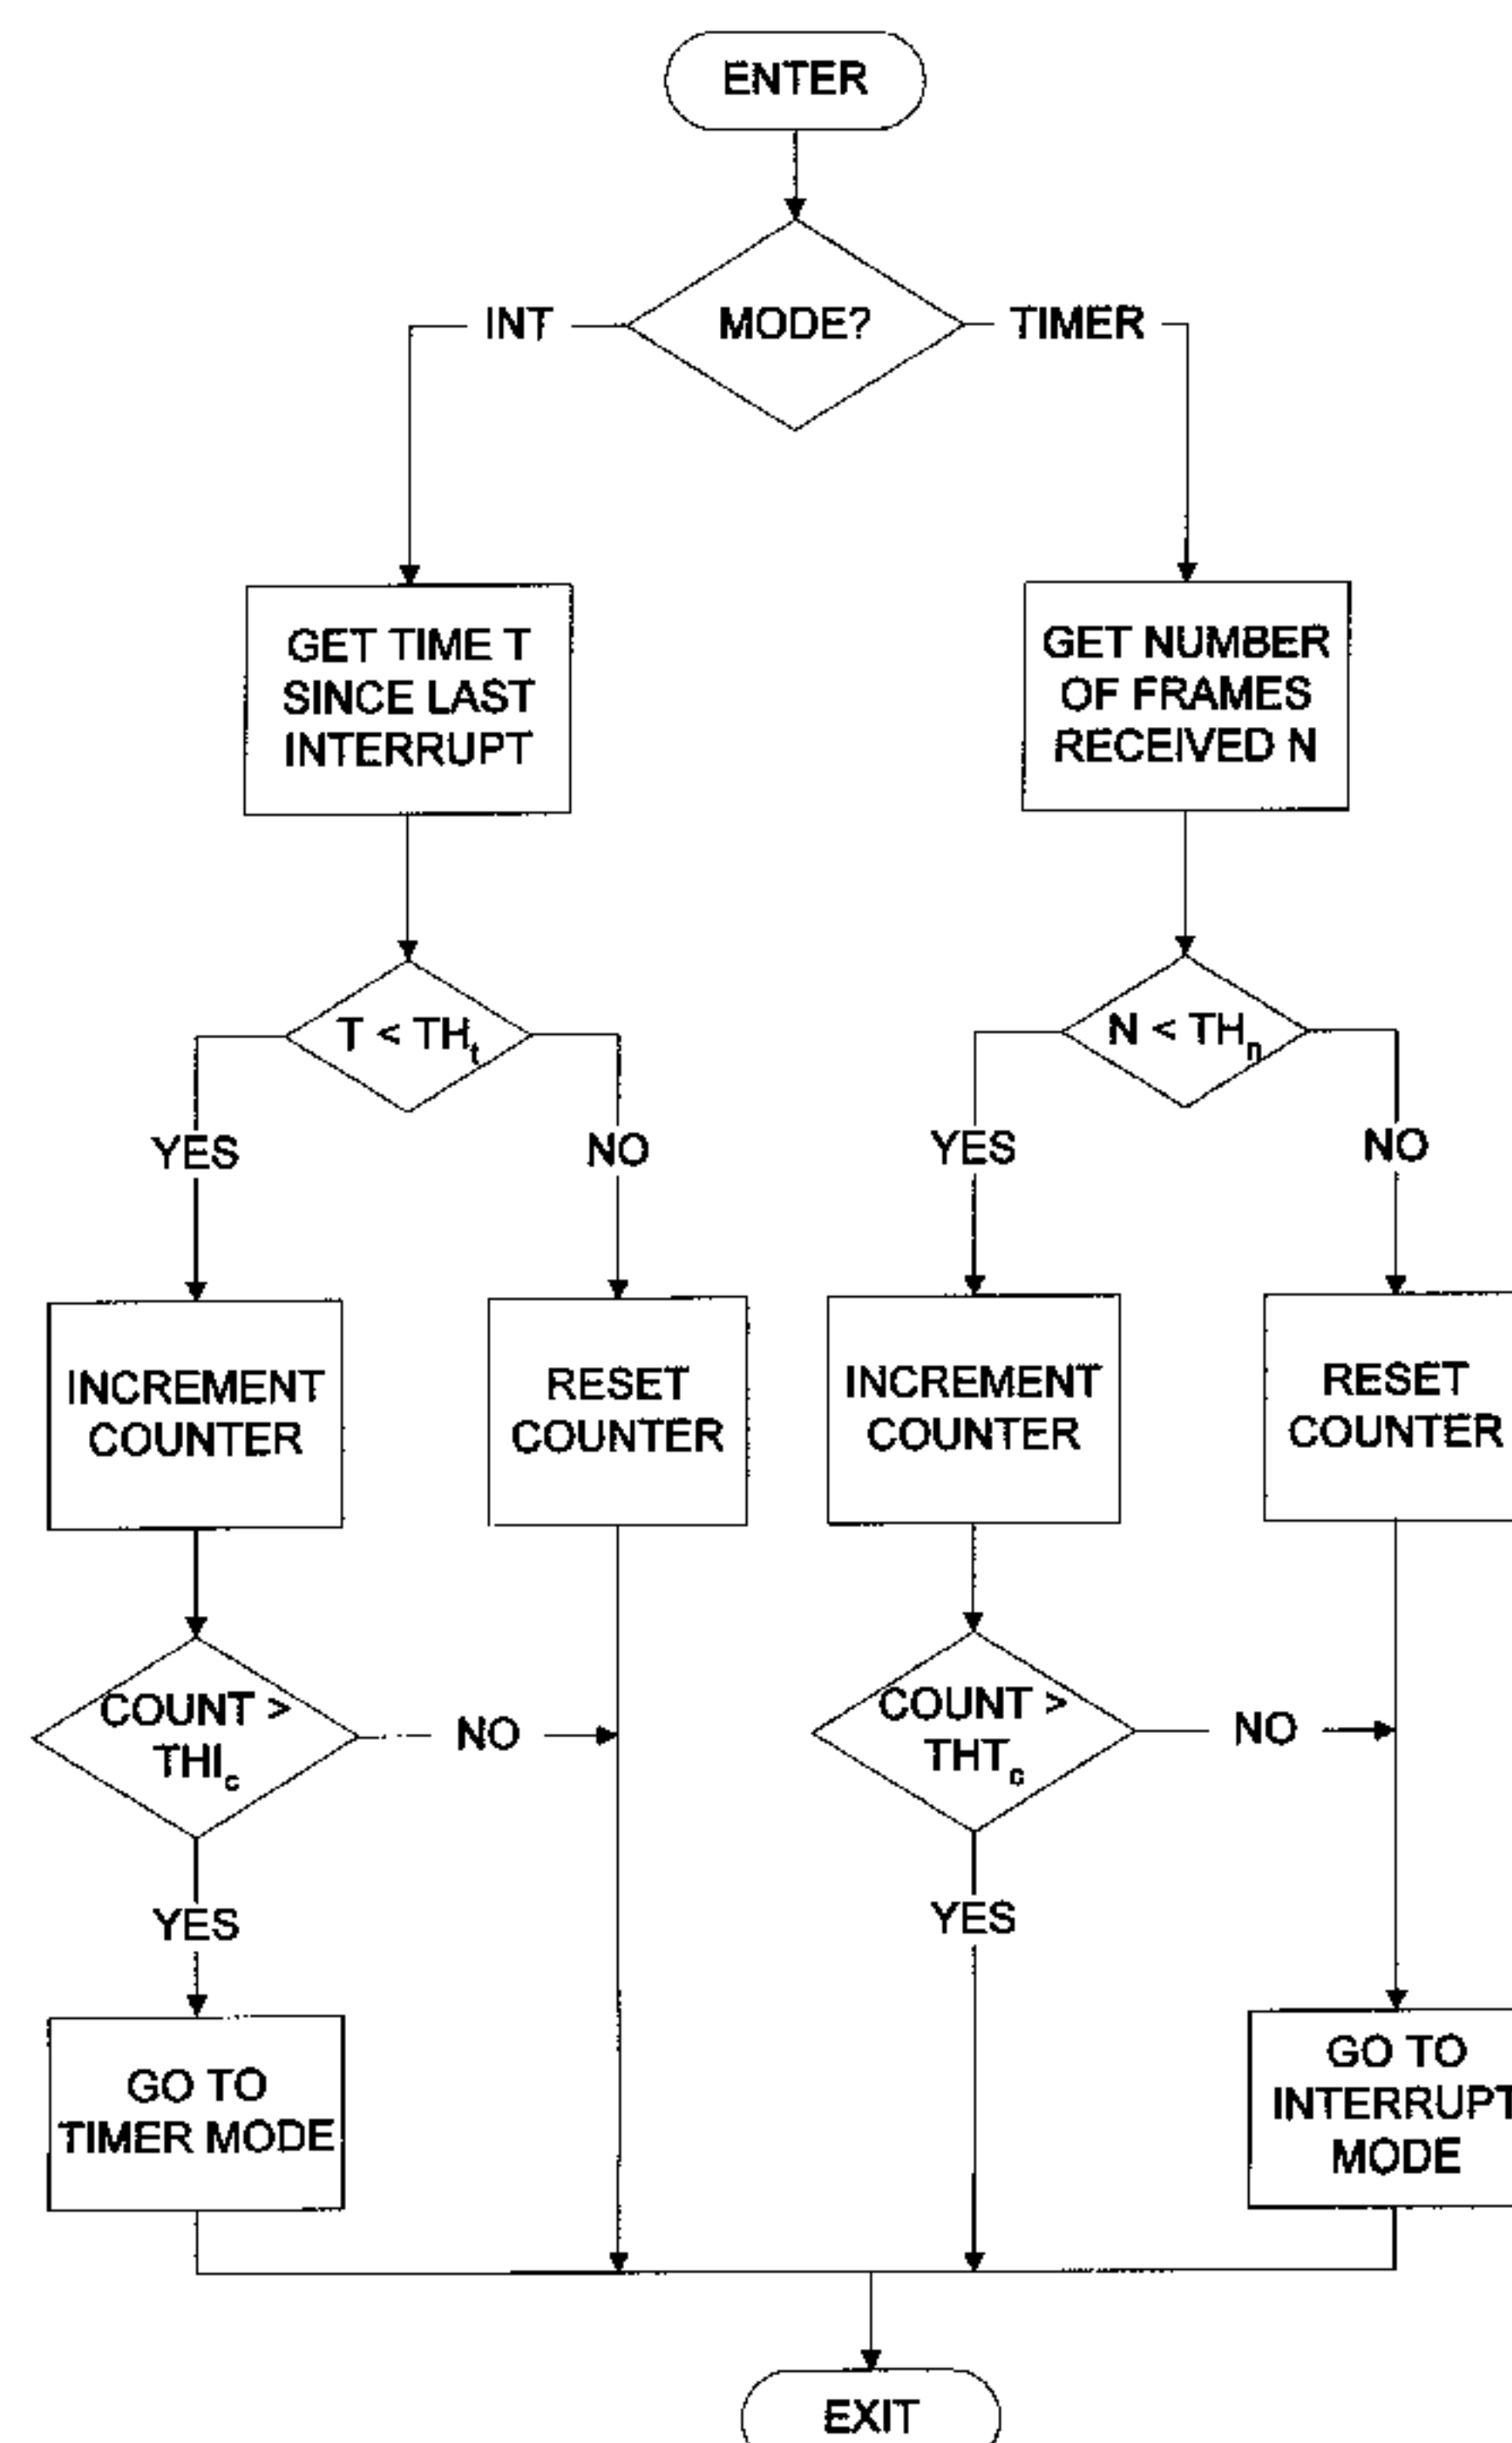 ENTER
MODE?
INT
TIMER
GET TIME T
SINCE LAST
INTERRUPT
GET NUMBER
OF FRAMES
RECEIVED N
T < THt
N < THn
YES
NO
YES
NO
INCREMENT
COUNTER
RESET
COUNTER
INCREMENT
COUNTER
RESET
COUNTER
COUNT >
THIc
NO
COUNT >
THTc
NO
YES
YES
GO TO
TIMER MODE
GO TO
INTERRUPT
MODE
EXIT